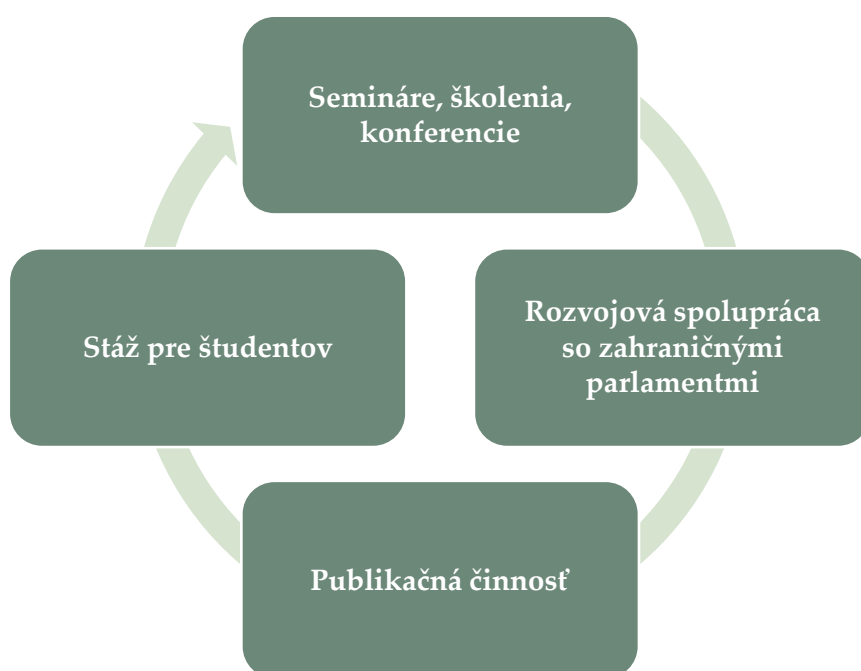 Semináre, školenia,
konferencie
Rozvojová spolupráca
so zahraničnými
parlamentmi
Publikačná činnosť
Stáž pre študentov